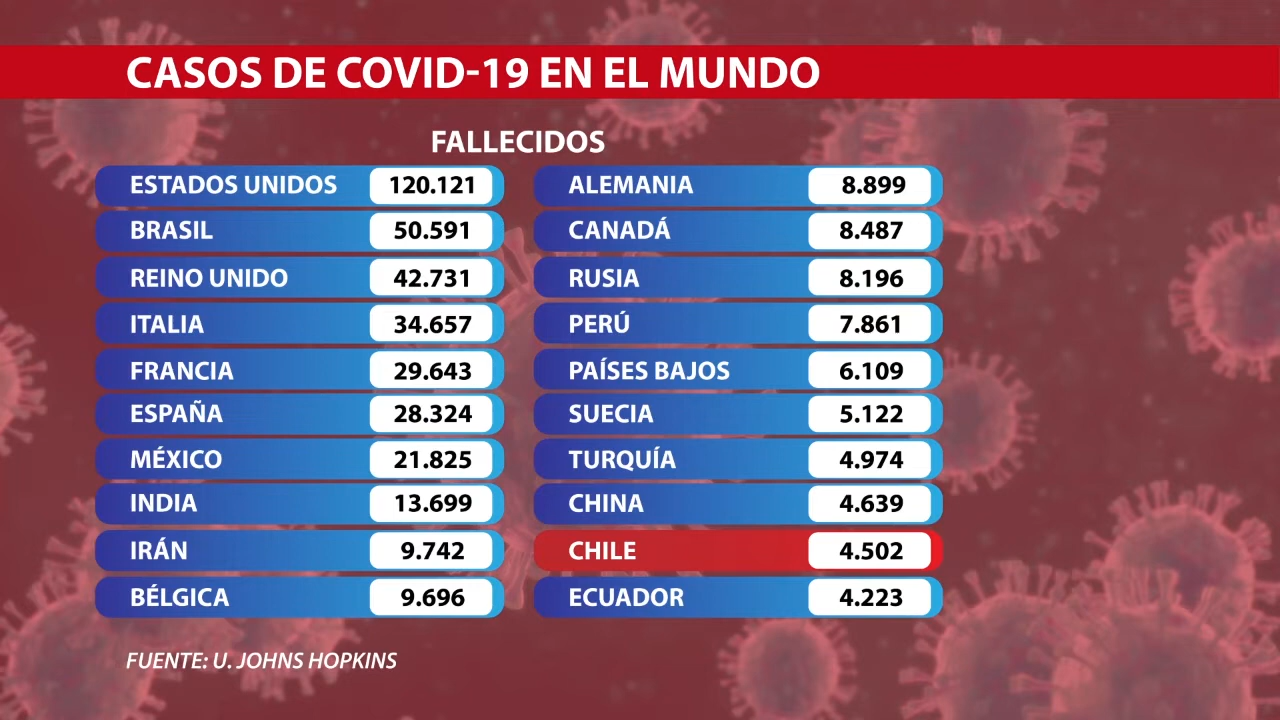 CASOS DE COVID-19 EN EL MUNDO
FALLECIDOS
ESTADOS UNIDOS 120.121
BRASIL 50.591
REINO UNIDO 42.731
ITALIA 34.657
FRANCIA 29.643
ESPAÑA 28.324
MÉXICO 21.825
INDIA 13.699
IRÁN 9.742
BÉLGICA 9.696
ALEMANIA 8.899
CANADÁ 8.487
RUSIA 8.196
PERÚ 7.861
PAÍSES BAJOS 6.109
SUECIA 5.122
TURQUÍA 4.974
CHINA 4.639
CHILE 4.502
ECUADOR 4.223
FUENTE: U. JOHNS HOPKINS